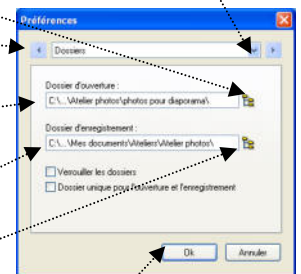 Préférences
Dossiers
Dossier d'ouverture :
C:\...\Atelier photos\photos pour diaporama\
Dossier d'enregistrement :
C:\...\Mes documents\Ateliers\Atelier photos\
Verrouiller les dossiers
Dossier unique pour l'ouverture et l'enregistrement
Ok Annuler